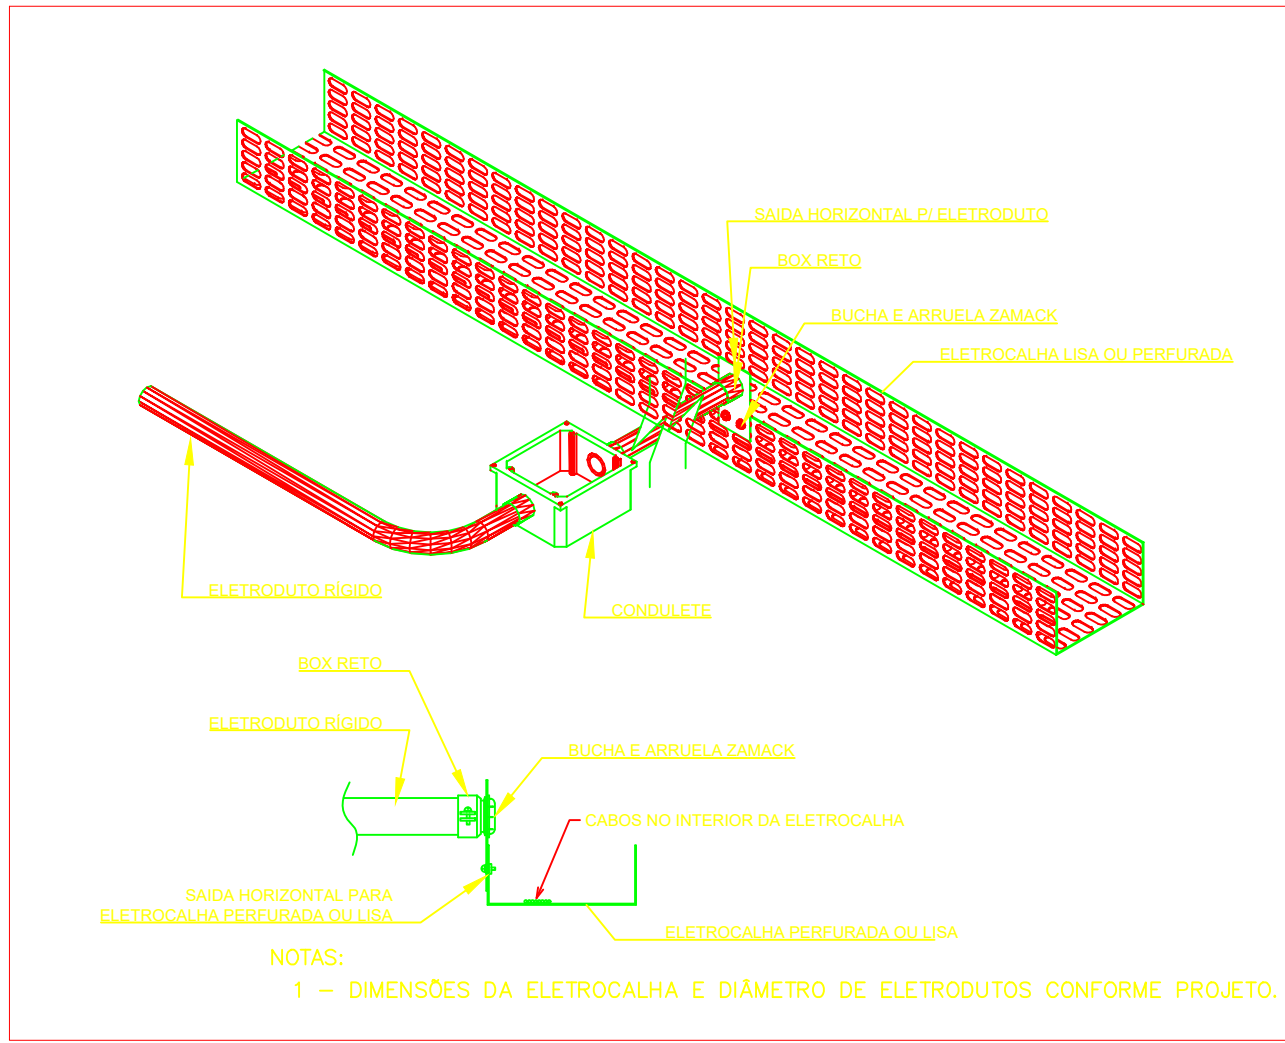 SAIDA HORIZONTAL P/ ELETRODUTO
BOX RETO
BUCHA E ARRUELA ZAMACK
ELETROCALHA LISA OU PERFURADA
ELETRODUTO RÍGIDO
CONDULETE
BOX RETO
ELETRODUTO RÍGIDO
BUCHA E ARRUELA ZAMACK
CABOS NO INTERIOR DA ELETROCALHA
SAIDA HORIZONTAL PARA
ELETROCALHA PERFURADA OU LISA
ELETROCALHA PERFURADA OU LISA
NOTAS:
1 - DIMENSÕES DA ELETROCALHA E DIÂMETRO DE ELETRODUTOS CONFORME PROJETO.